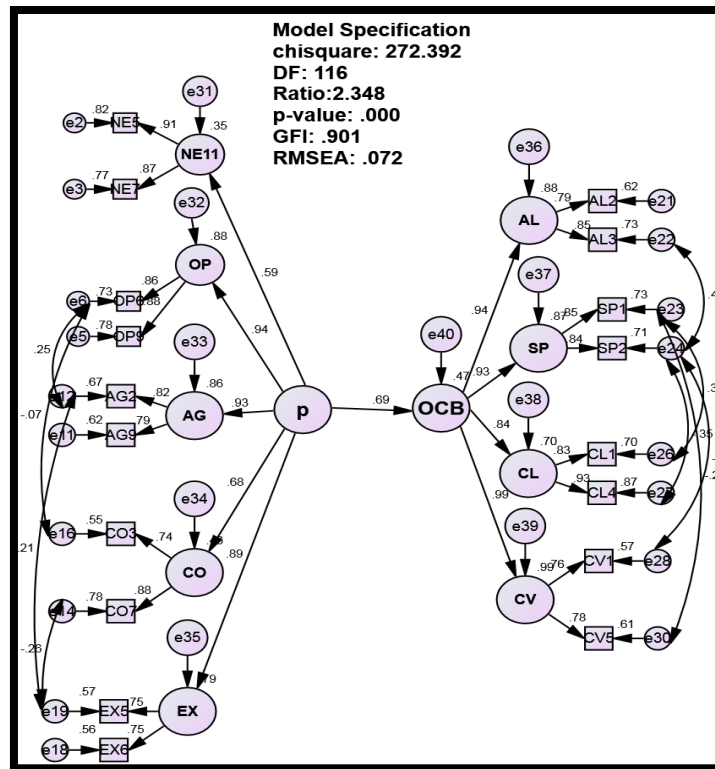 Model Specification
chisquare: 272.392
DF: 116
Ratio:2.348
p-value: .000
GFI: .901
RMSEA: .072
e31
.82
e2
NE5
.91
.35
NE11
.77
.87
e3
NE7
e32
.88
OP
.59
e6
.73
OP6
.86
.88
e5
.78
OP9
.94
.25
e33
e12
.67
AG2
.82
.86
AG
.93
e11
.62
AG9
.79
p
.69
-.07
.68
e34
e16
.55
CO3
.74
CO
.89
.21
e14
.78
CO7
.88
-.26
e35
.79
EX
e19
.57
EX5
.75
e18
.56
EX6
.75
e36
.88
AL
.79
AL2
.62
e21
.85
AL3
.73
e22
.94
e37
e40
.87
SP
.85
SP1
.73
e23
.84
SP2
.71
e24
.93
.47
OCB
e38
.84
.70
CL
.83
CL1
.70
e26
.93
CL4
.87
e25
.35
.99
e39
.99
CV
.76
CV1
.57
e28
.78
CV5
.61
e30